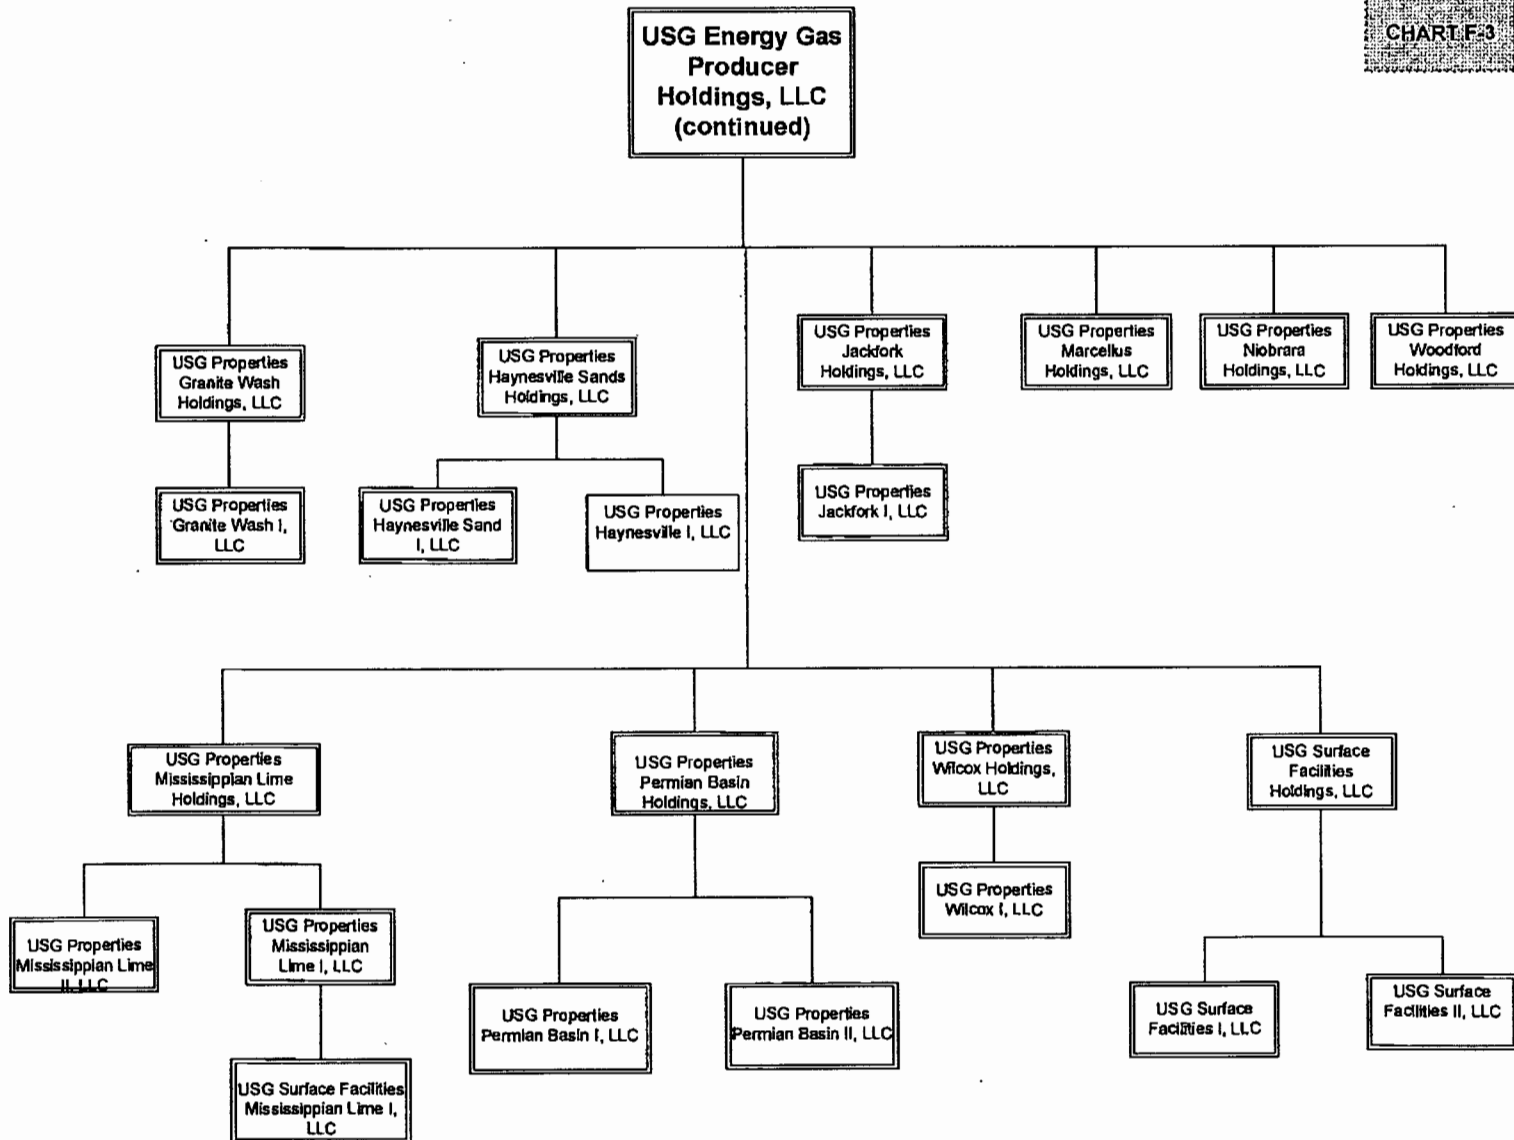 CHART F-3
USG Energy Gas
Producer
Holdings, LLC
(continued)
USG Properties
Granite Wash
Holdings, LLC
USG Properties
Haynesville Sands
Holdings, LLC
USG Properties
Jackfork
Holdings, LLC
USG Properties
Marcellus
Holdings, LLC
USG Properties
Niobrara
Holdings, LLC
USG Properties
Woodford
Holdings, LLC
USG Properties
Granite Wash I,
LLC
USG Properties
Haynesville Sand
I, LLC
USG Properties
Haynesville I, LLC
USG Properties
Jackfork I, LLC
USG Properties
Mississippian Lime
Holdings, LLC
USG Properties
Permian Basin
Holdings, LLC
USG Properties
Wilcox Holdings,
LLC
USG Surface
Facilities
Holdings, LLC
USG Properties
Mississippian Lime
II, LLC
USG Properties
Mississippian
Lime I, LLC
USG Properties
Wilcox I, LLC
USG Properties
Permian Basin I, LLC
USG Properties
Permian Basin II, LLC
USG Surface
Facilities I, LLC
USG Surface
Facilities II, LLC
USG Surface Facilities
Mississippian Lime I,
LLC